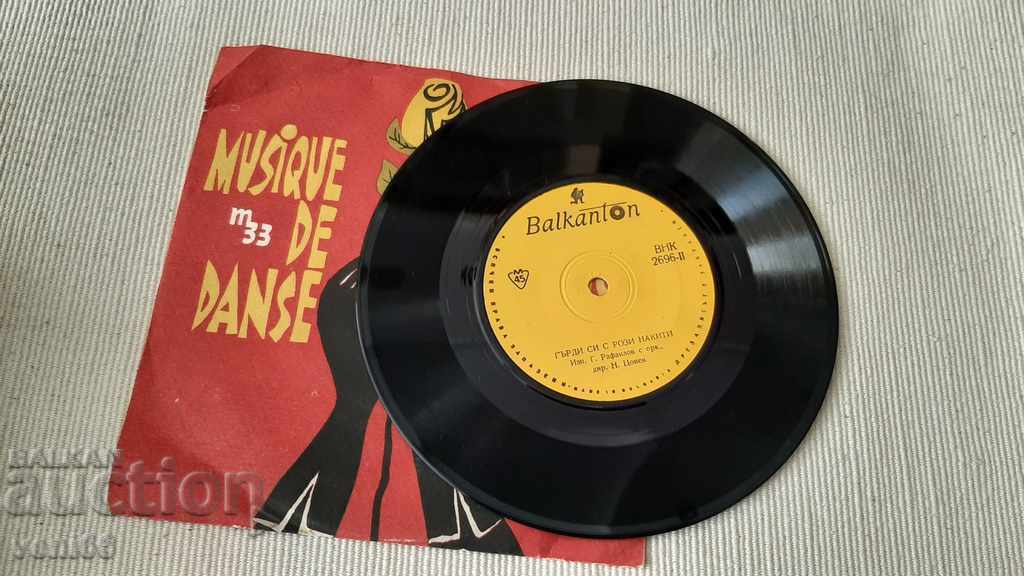 MUSIQUE
m
33
DE
DANSE
Balkanton
ВНК
2696-II
М
45
ГЪРДИ СИ С РОЗИ НАКИТИ
Изп. Г. Рафаилов с орк.,
дир. Н. Цонев
BALKAN
auction